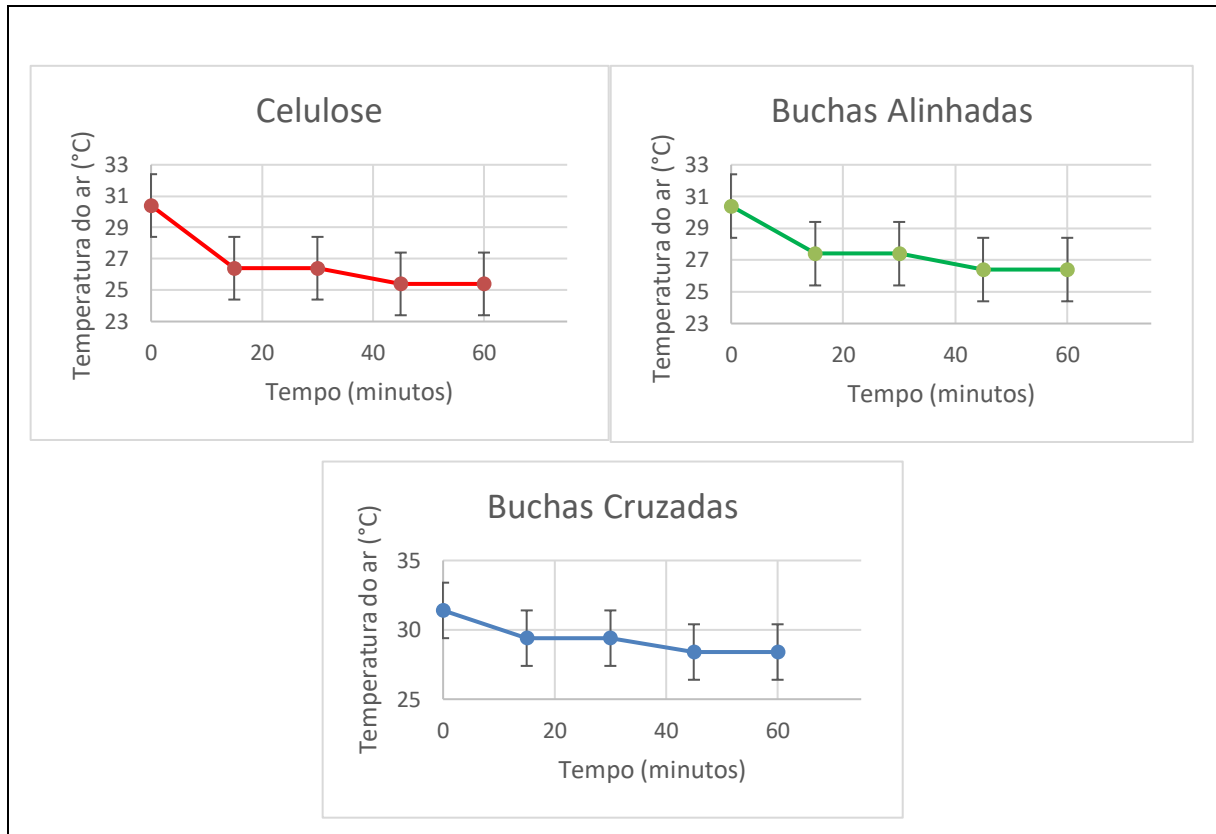 Celulose
Temperatura do ar (°C)
33
31
29
27
25
23
0 20 40 60
Tempo (minutos)
Buchas Alinhadas
Temperatura do ar (°C)
33
31
29
27
25
23
0 20 40 60
Tempo (minutos)
Buchas Cruzadas
Temperatura do ar (°C)
35
30
25
0 20 40 60
Tempo (minutos)